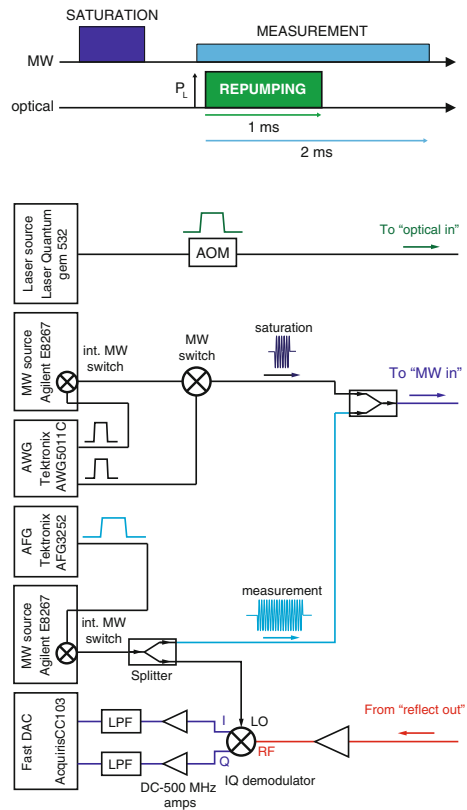 SATURATION
MEASUREMENT
MW
P_L
REPUMPING
optical
1 ms
2 ms
Laser source
Laser Quantum
gem 532
AOM
To “optical in”
MW source
Agilent E8267
int. MW
switch
MW
switch
saturation
To “MW in”
AWG
Tektronix
AWG5011C
AFG
Tektronix
AFG3252
MW source
Agilent E8267
int. MW
switch
Splitter
measurement
Fast DAC
AcquirisCC103
LPF
LPF
I
Q
LO
RF
DC-500 MHz
amps
IQ demodulator
From “reflect out”